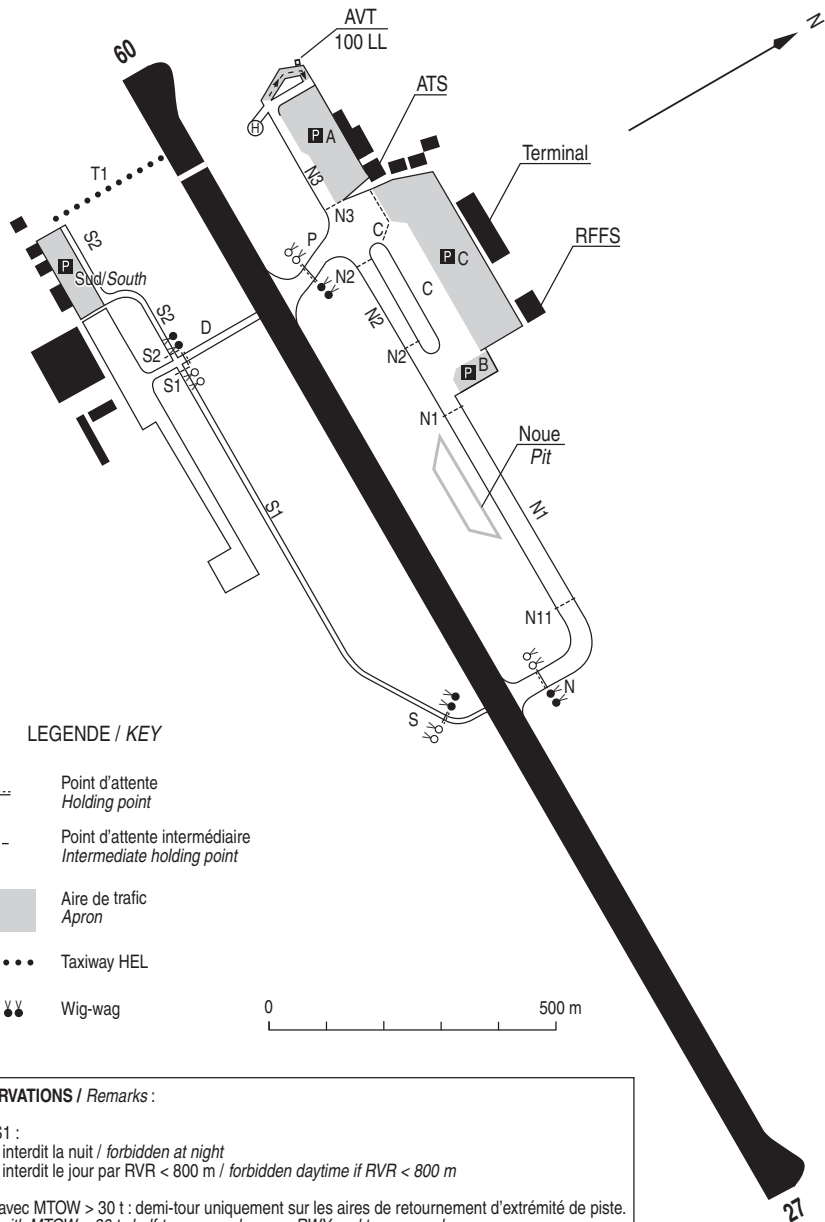 AVT
100 LL
N
09
ATS
A
Terminal
T1
N3
N3
S2
P
C
RFFS
C
Sud/South
N2
C
S2
D
N2
S2
N2
B
S1
N1
Noue
Pit
S1
N1
N11
N
S
LEGENDE / KEY
Point d'attente
Holding point
Point d'attente intermédiaire
Intermediate holding point
Aire de trafic
Apron
Taxiway HEL
Wig-wag
0 500 m
RVATIONS / Remarks :
S1 :
interdit la nuit / forbidden at night
interdit le jour par RVR < 800 m / forbidden daytime if RVR < 800 m
avec MTOW > 30 t : demi-tour uniquement sur les aires de retournement d'extrémité de piste.
27